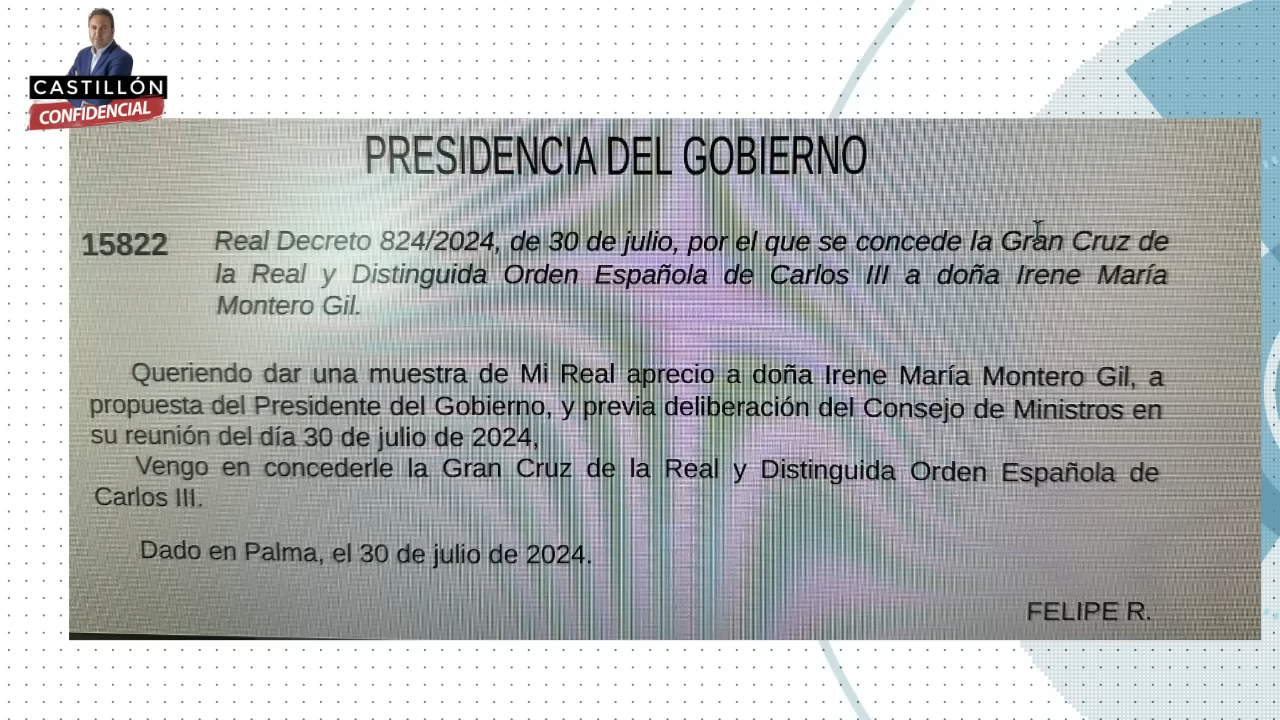 CASTILLÓN
CONFIDENCIAL
PRESIDENCIA DEL GOBIERNO
15822 Real Decreto 824/2024, de 30 de julio, por el que se concede la Gran Cruz de
la Real y Distinguida Orden Española de Carlos III a doña Irene María
Montero Gil.
Queriendo dar una muestra de Mi Real aprecio a doña Irene María Montero Gil, a
propuesta del Presidente del Gobierno, y previa deliberación del Consejo de Ministros en
su reunión del día 30 de julio de 2024,
Vengo en concederle la Gran Cruz de la Real y Distinguida Orden Española de
Carlos III.
Dado en Palma, el 30 de julio de 2024.
FELIPE R.